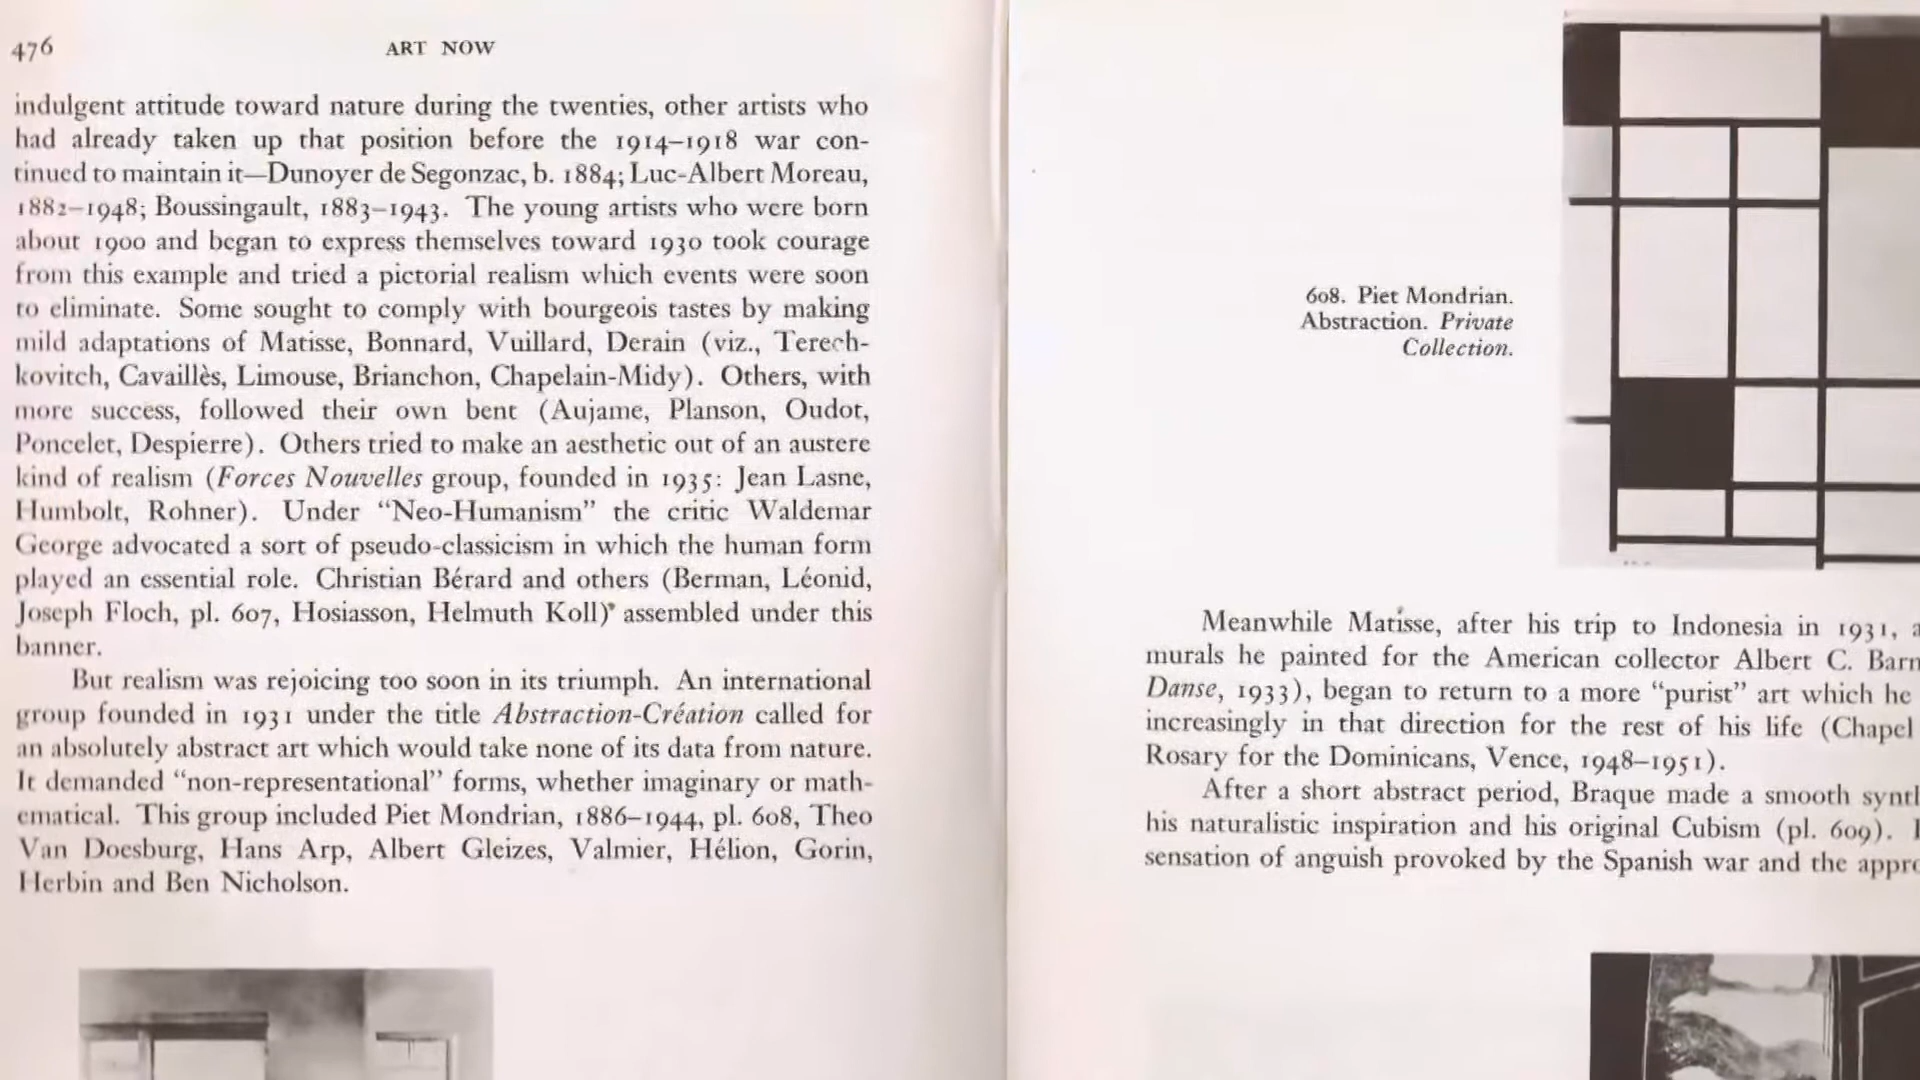 476
ART NOW
indulgent attitude toward nature during the twenties, other artists who
had already taken up that position before the 1914–1918 war con-
tinued to maintain it—Dunoyer de Segonzac, b. 1884; Luc-Albert Moreau,
1882–1948; Boussingault, 1883–1943. The young artists who were born
about 1900 and began to express themselves toward 1930 took courage
from this example and tried a pictorial realism which events were soon
to eliminate. Some sought to comply with bourgeois tastes by making
mild adaptations of Matisse, Bonnard, Vuillard, Derain (viz., Terech-
kovitch, Cavaillès, Limouse, Brianchon, Chapelain-Midy). Others, with
more success, followed their own bent (Aujame, Planson, Oudot,
Poncelet, Despierre). Others tried to make an aesthetic out of an austere
kind of realism (Forces Nouvelles group, founded in 1935: Jean Lasne,
Humbolt, Rohner). Under “Neo-Humanism” the critic Waldemar
George advocated a sort of pseudo-classicism in which the human form
played an essential role. Christian Bérard and others (Berman, Léonid,
Joseph Floch, pl. 607, Hosiasson, Helmuth Koll) assembled under this
banner.
But realism was rejoicing too soon in its triumph. An international
group founded in 1931 under the title Abstraction-Création called for
an absolutely abstract art which would take none of its data from nature.
It demanded “non-representational” forms, whether imaginary or math-
ematical. This group included Piet Mondrian, 1886–1944, pl. 608, Theo
Van Doesburg, Hans Arp, Albert Gleizes, Valmier, Hélion, Gorin,
Herbin and Ben Nicholson.
608. Piet Mondrian.
Abstraction. Private
Collection.
Meanwhile Matisse, after his trip to Indonesia in 1931,
murals he painted for the American collector Albert C. Barn
Danse, 1933), began to return to a more “purist” art which he
increasingly in that direction for the rest of his life (Chapel
Rosary for the Dominicans, Vence, 1948–1951).
After a short abstract period, Braque made a smooth synt
his naturalistic inspiration and his original Cubism (pl. 609).
sensation of anguish provoked by the Spanish war and the appr